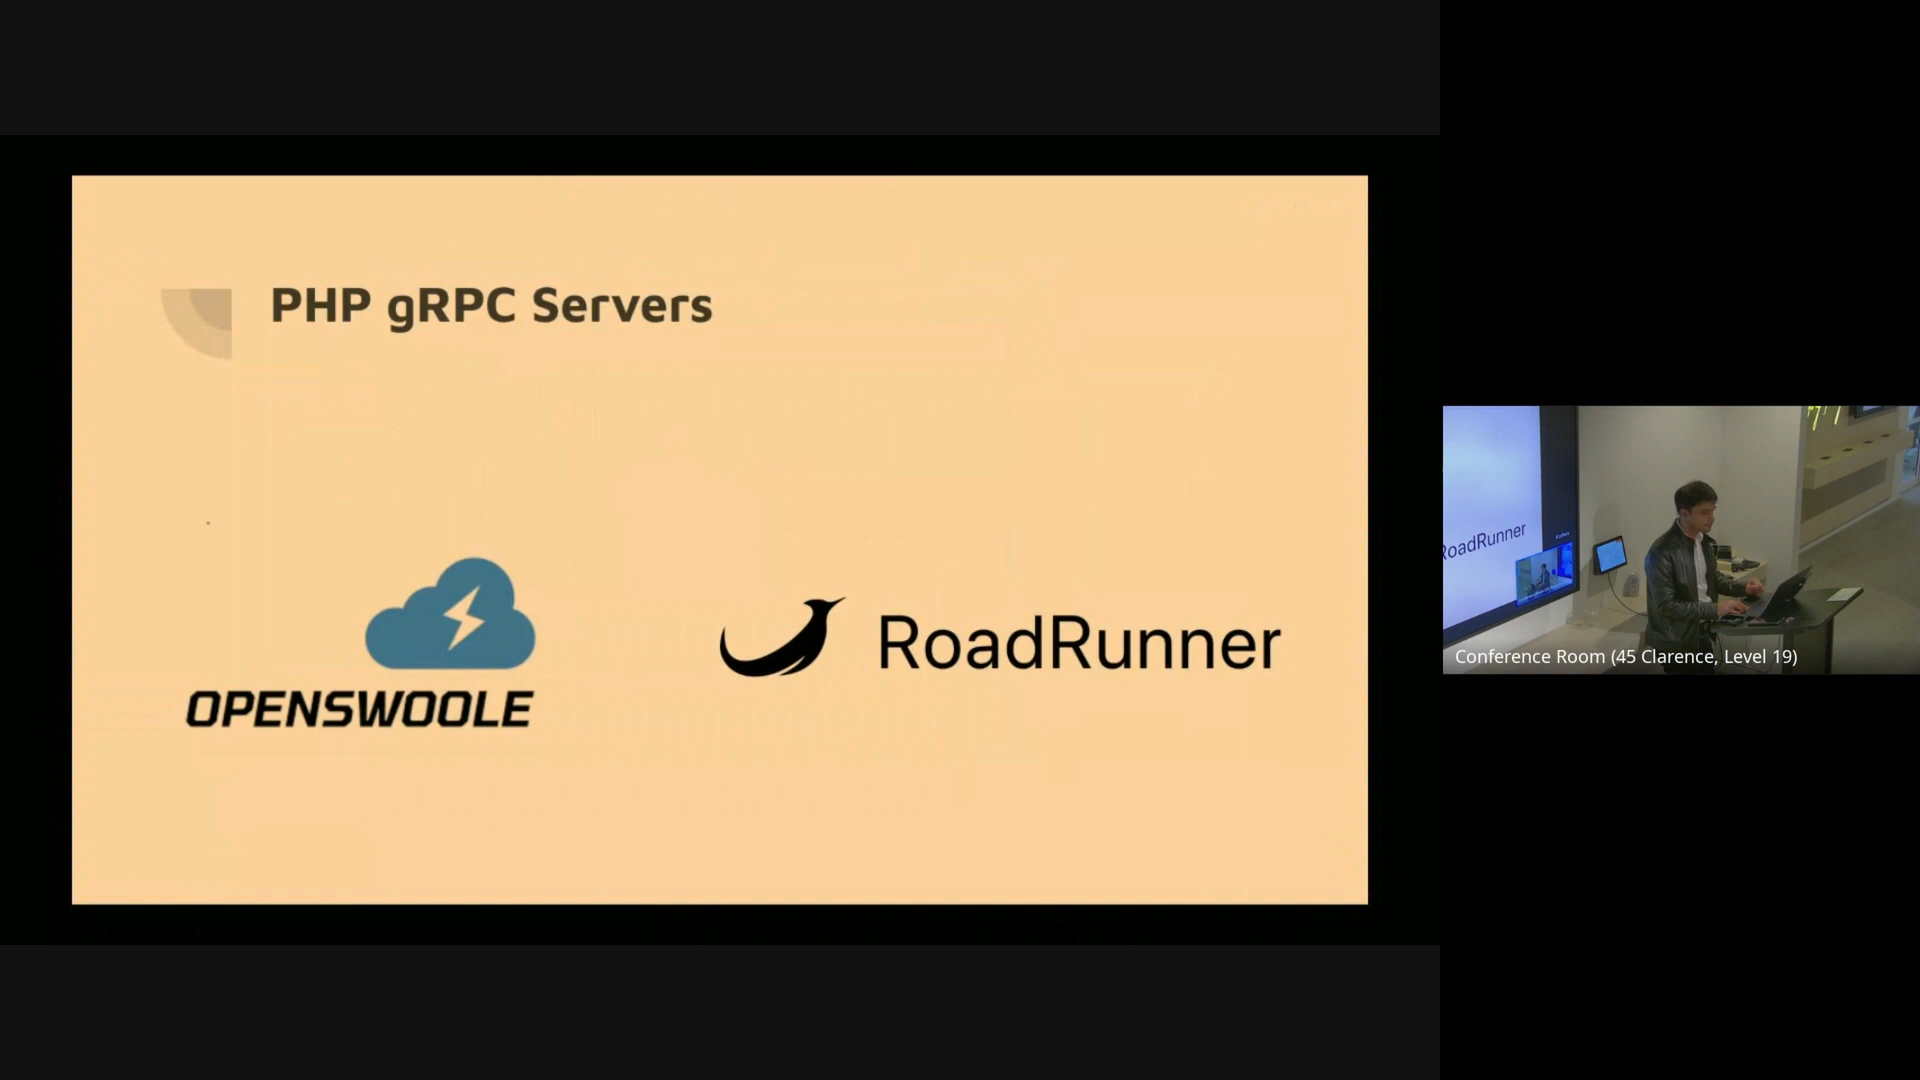 PHP gRPC Servers
OPENSWOOLE
RoadRunner
RoadRunner
Conference Room (45 Clarence, Level 19)